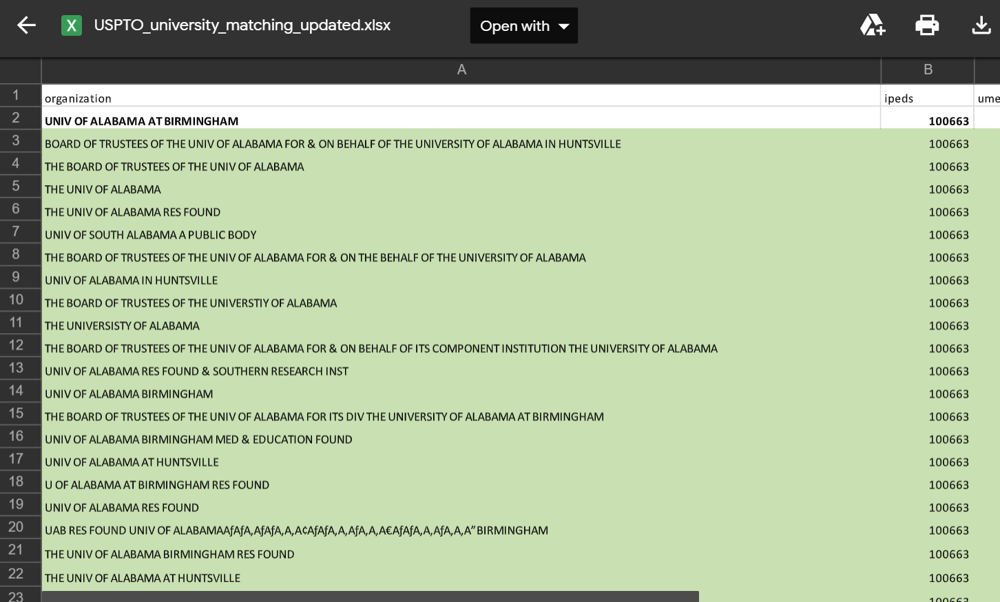 USPTO_university_matching_updated.xlsx Open with
A B
1 organization ipeds ume
2 UNIV OF ALABAMA AT BIRMINGHAM 100663
3 BOARD OF TRUSTEES OF THE UNIV OF ALABAMA FOR & ON BEHALF OF THE UNIVERSITY OF ALABAMA IN HUNTSVILLE 100663
4 THE BOARD OF TRUSTEES OF THE UNIV OF ALABAMA 100663
5 THE UNIV OF ALABAMA 100663
6 THE UNIV OF ALABAMA RES FOUND 100663
7 UNIV OF SOUTH ALABAMA A PUBLIC BODY 100663
8 THE BOARD OF TRUSTEES OF THE UNIV OF ALABAMA FOR & ON THE BEHALF OF THE UNIVERSITY OF ALABAMA 100663
9 UNIV OF ALABAMA IN HUNTSVILLE 100663
10 THE BOARD OF TRUSTEES OF THE UNIVERSTIY OF ALABAMA 100663
11 THE UNIVERSISTY OF ALABAMA 100663
12 THE BOARD OF TRUSTEES OF THE UNIV OF ALABAMA FOR & ON BEHALF OF ITS COMPONENT INSTITUTION THE UNIVERSITY OF ALABAMA 100663
13 UNIV OF ALABAMA RES FOUND & SOUTHERN RESEARCH INST 100663
14 UNIV OF ALABAMA BIRMINGHAM 100663
15 THE BOARD OF TRUSTEES OF THE UNIV OF ALABAMA FOR ITS DIV THE UNIVERSITY OF ALABAMA AT BIRMINGHAM 100663
16 UNIV OF ALABAMA BIRMINGHAM MED & EDUCATION FOUND 100663
17 UNIV OF ALABAMA AT HUNTSVILLE 100663
18 U OF ALABAMA AT BIRMINGHAM RES FOUND 100663
19 UNIV OF ALABAMA RES FOUND 100663
20 UAB RES FOUND UNIV OF ALABAMAAƒAƒA,AƒAƒA,A,A¢AƒAƒA,A,AƒA,A,A€AƒAƒA,A,AƒA,A,A”BIRMINGHAM 100663
21 THE UNIV OF ALABAMA BIRMINGHAM RES FOUND 100663
22 THE UNIV OF ALABAMA AT HUNTSVILLE 100663
23 100663